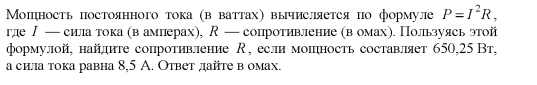 Мощность постоянного тока (в ваттах) вычисляется по формуле P = I²R,
где I — сила тока (в амперах), R — сопротивление (в омах). Пользуясь этой
формулой, найдите сопротивление R, если мощность составляет 650,25 Вт,
а сила тока равна 8,5 А. Ответ дайте в омах.